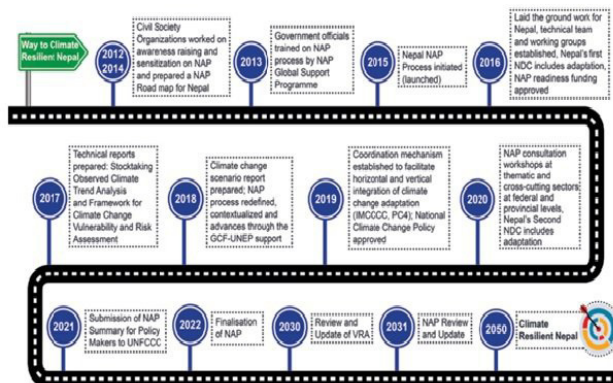 Way to Climate
Resilient Nepal
2012
2014
Civil Society
Organizations worked on
awareness raising and
sensitization on NAP
and prepared a NAP
Road map for Nepal
2013
Government officials
trained on NAP
process by NAP
Global Support
Programme
2015
Nepal NAP
Process initiated
(launched)
2016
Laid the ground work for
Nepal, technical team
and working groups
established, Nepal's first
NDC includes adaptation,
NAP readiness funding
approved
2017
Technical reports
prepared: Stocktaking
Observed Climate
Trend Analysis
and Framework for
Climate Change
Vulnerability and Risk
Assessment
2018
Climate change
scenario report
prepared; NAP
process redefined,
contextualized and
advances through the
GCF-UNEP support
2019
Coordination mechanism
established to facilitate
horizontal and vertical
integration of climate
change adaptation
(IMCCCC, PC4); National
Climate Change Policy
approved
2020
NAP consultation
workshops at
thematic and
cross-cutting sectors
at federal and
provincial levels,
Nepal's Second
NDC includes
adaptation
2021
Submission of NAP
Summary for Policy
Makers to UNFCCC
2022
Finalisation
of NAP
2030
Review and
Update of VRA
2031
NAP Review
and Update
2050
Climate
Resilient Nepal